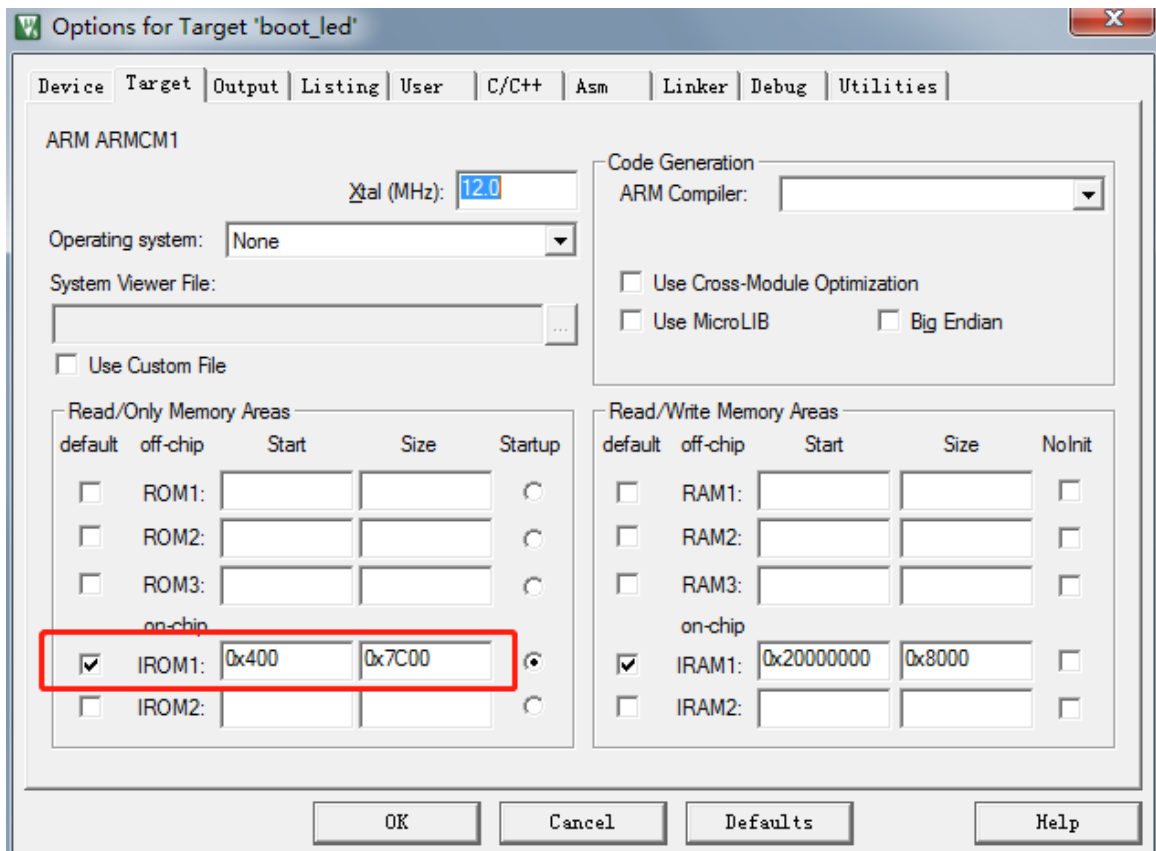 Options for Target 'boot_led'
Device Target Output Listing User C/C++ Asm Linker Debug Utilities
ARM ARMCM1
Xtal (MHz): 12.0
Operating system: None
System Viewer File:
...
Use Custom File
Code Generation
ARM Compiler:
Use Cross-Module Optimization
Use MicroLIB Big Endian
Read/Only Memory Areas
default off-chip Start Size Startup
ROM1:
ROM2:
ROM3:
on-chip
IROM1: 0x400 0x7C00
IROM2:
Read/Write Memory Areas
default off-chip Start Size NoInit
RAM1:
RAM2:
RAM3:
on-chip
IRAM1: 0x20000000 0x8000
IRAM2:
OK Cancel Defaults Help